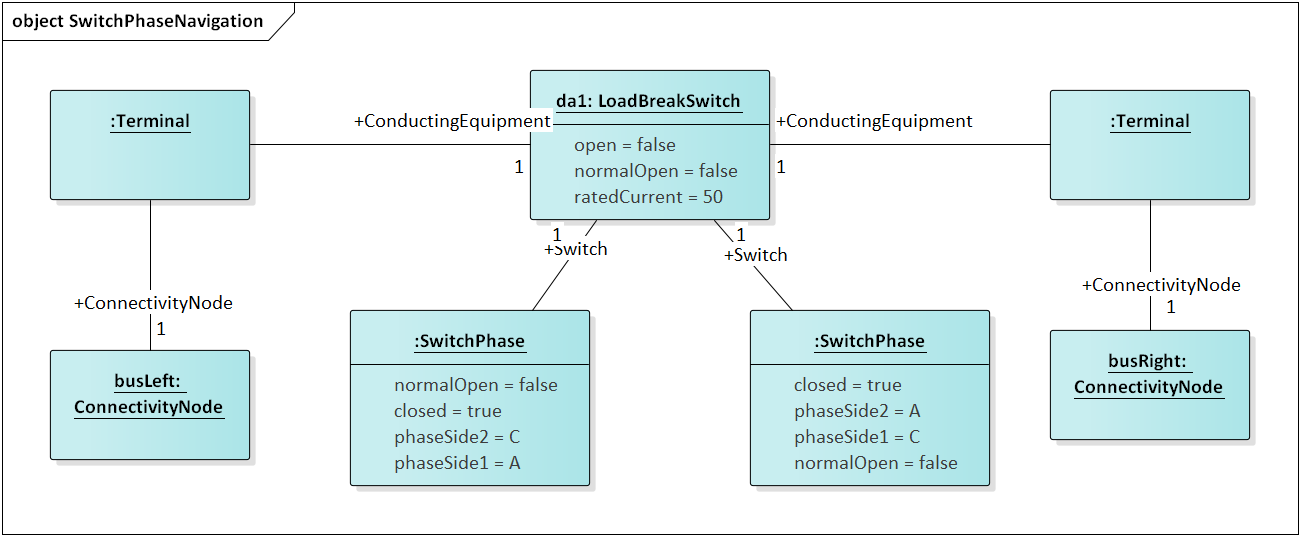 object SwitchPhaseNavigation
:Terminal
+ConductingEquipment
1
da1: LoadBreakSwitch
open = false
normalOpen = false
ratedCurrent = 50
+ConductingEquipment
1
:Terminal
1
+Switch
1
+Switch
+ConnectivityNode
1
+ConnectivityNode
1
busLeft:
ConnectivityNode
:SwitchPhase
normalOpen = false
closed = true
phaseSide2 = C
phaseSide1 = A
:SwitchPhase
closed = true
phaseSide2 = A
phaseSide1 = C
normalOpen = false
busRight:
ConnectivityNode